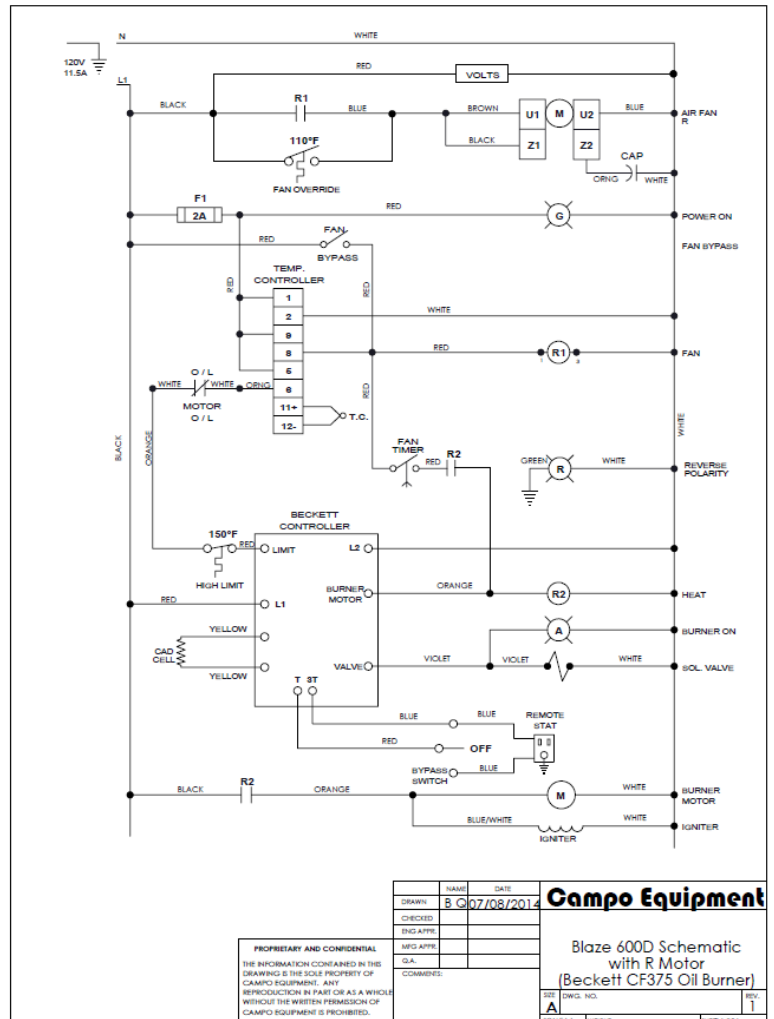 N
WHITE
120V
11.5A
L1
RED
VOLTS
BLACK
R1
BLUE
BROWN
U1
M
U2
BLUE
AIR FAN
R
BLACK
Z1
Z2
110°F
FAN OVERRIDE
CAP
ORNG
WHITE
F1
2A
RED
G
POWER ON
FAN
BYPASS
RED
FAN BYPASS
TEMP.
CONTROLLER
RED
RED
1
2
WHITE
9
8
RED
1
R1
FAN
5
O / L
WHITE
WHITE
ORNG
6
MOTOR
O / L
11+
12-
T.C.
RED
WHITE
BLACK
ORANGE
FAN
TIMER
RED
R2
GREEN
R
WHITE
REVERSE
POLARITY
BECKETT
CONTROLLER
150°F
RED
LIMIT
L2
HIGH LIMIT
BURNER
MOTOR
ORANGE
R2
HEAT
RED
L1
A
BURNER ON
YELLOW
CAD
CELL
YELLOW
VALVE
VIOLET
VIOLET
WHITE
SOL. VALVE
T 3T
BLUE
BLUE
REMOTE
STAT
RED
OFF
BYPASS
SWITCH
BLUE
BLACK
R2
ORANGE
M
WHITE
BURNER
MOTOR
BLUE/WHITE
WHITE
IGNITER
IGNITER
NAME
DATE
DRAWN
B Q
07/08/2014
CHECKED
ENG APPR.
MFG APPR.
Q.A.
COMMENTS:
Campo Equipment
Blaze 600D Schematic
with R Motor
(Beckett CF375 Oil Burner)
SIZE
A
DWG. NO.
REV.
1
PROPRIETARY AND CONFIDENTIAL
THE INFORMATION CONTAINED IN THIS
DRAWING IS THE SOLE PROPERTY OF
CAMPO EQUIPMENT. ANY
REPRODUCTION IN PART OR AS A WHOLE
WITHOUT THE WRITTEN PERMISSION OF
CAMPO EQUIPMENT IS PROHIBITED.